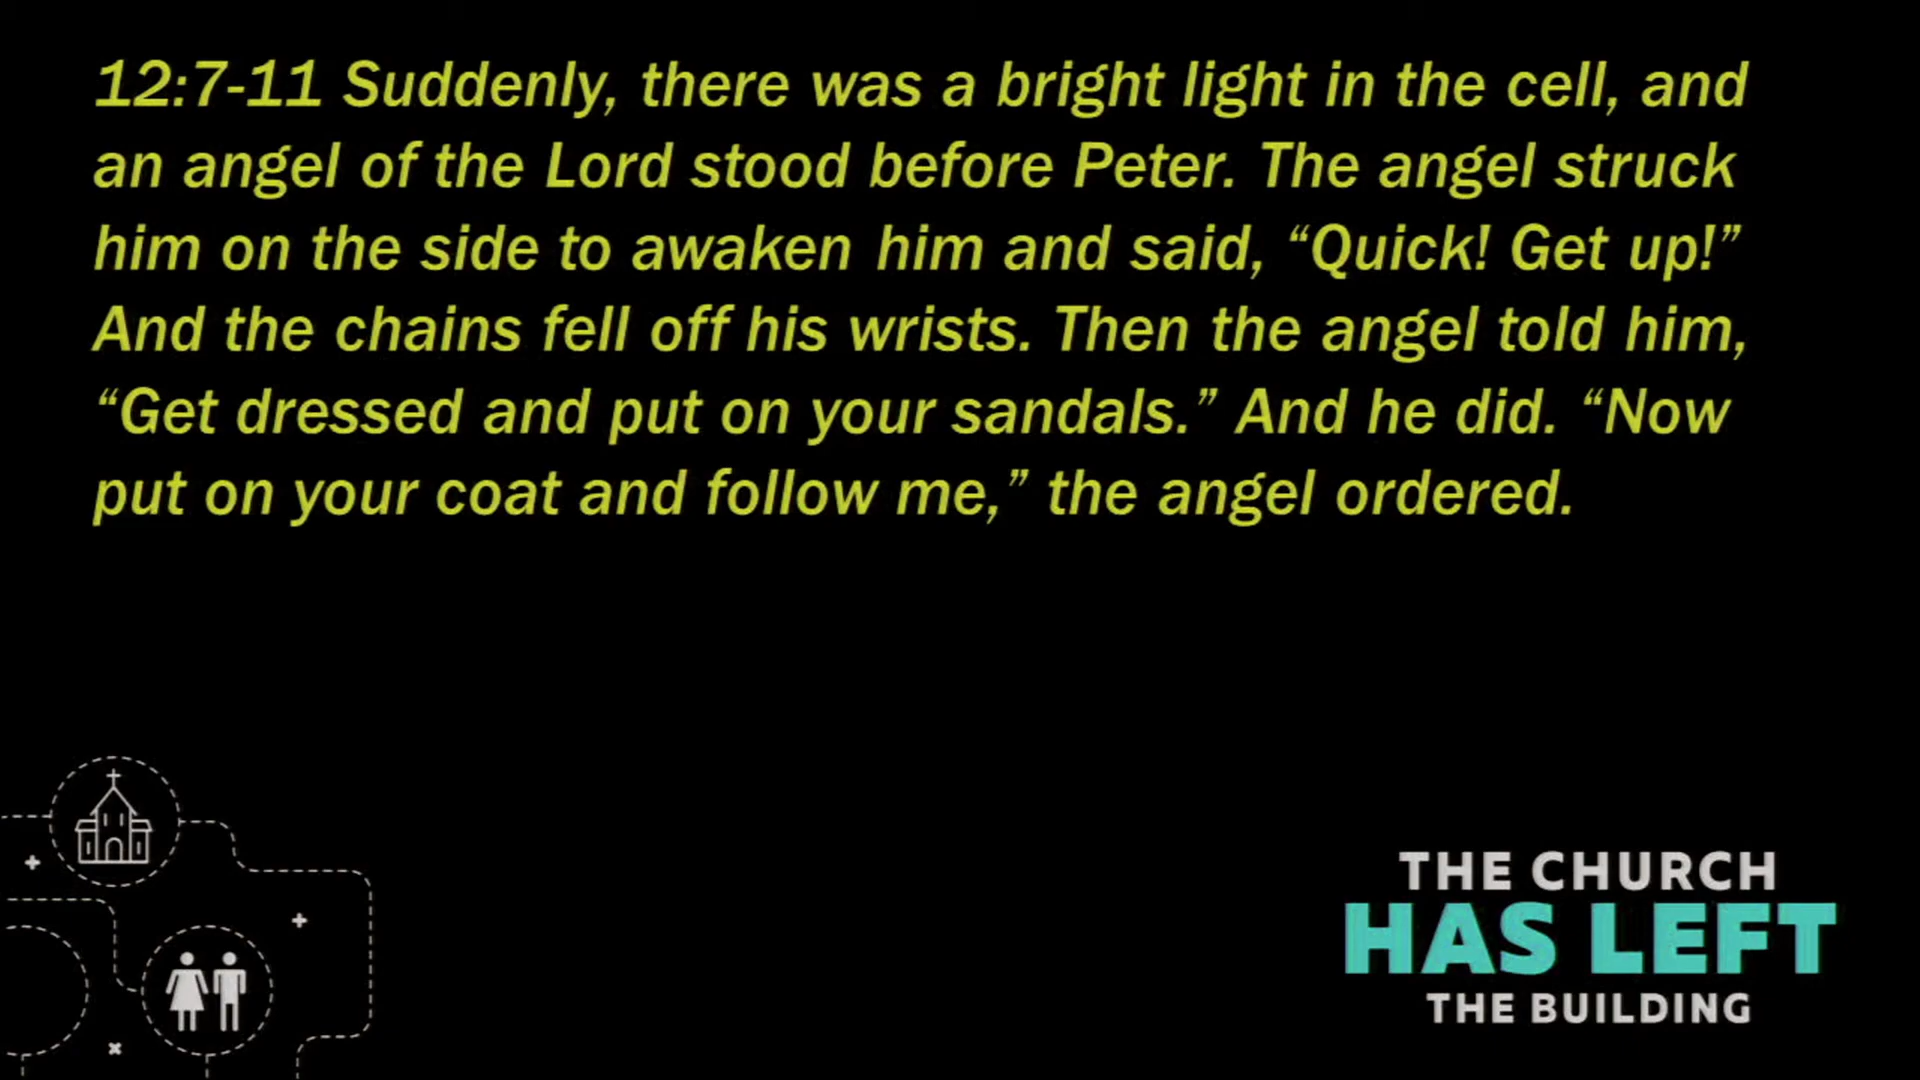 12:7-11 Suddenly, there was a bright light in the cell, and
an angel of the Lord stood before Peter. The angel struck
him on the side to awaken him and said, “Quick! Get up!”
And the chains fell off his wrists. Then the angel told him,
“Get dressed and put on your sandals.” And he did. “Now
put on your coat and follow me,” the angel ordered.
THE CHURCH
HAS LEFT
THE BUILDING